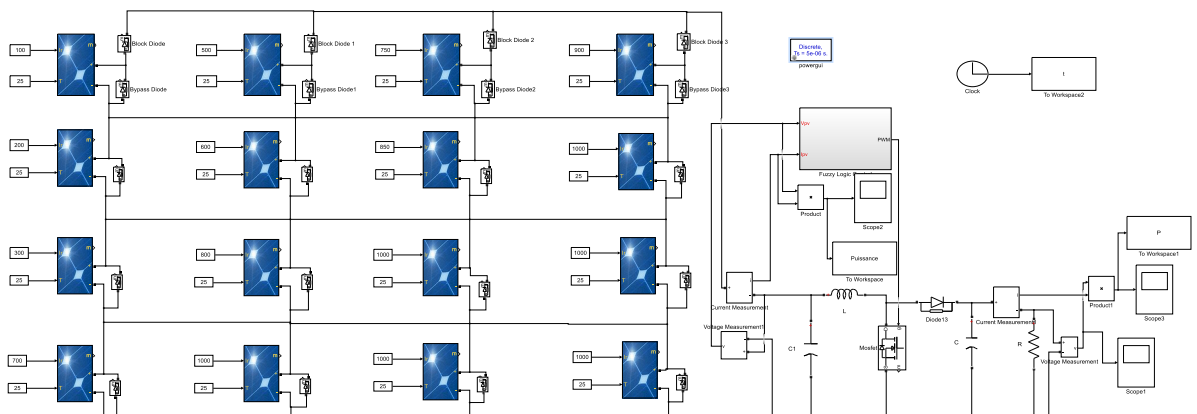 Block Diode
Block Diode 1
Block Diode 2
Block Diode 3
100
m
500
m
750
m
900
m
Discrete,
Ts = 5e-06 s.
powergui
25
T
Bypass Diode
25
T
Bypass Diode1
25
T
Bypass Diode2
25
T
Bypass Diode3
Clock
t
To Workspace2
Vpv
PWM
Ipv
200
m
600
m
850
m
1000
m
25
T
25
T
25
T
25
T
Fuzzy Logic
Product
Scope2
Puissance
To Workspace
P
To Workspace1
300
m
800
m
1000
m
1000
m
25
T
25
T
25
T
25
T
Current Measurement
Voltage Measurement1
L
C1
Mosfet
Diode13
Current Measurement
C
R
Voltage Measurement
Product1
Scope3
Scope1
700
m
1000
m
1000
m
1000
m
25
T
25
T
25
T
25
T